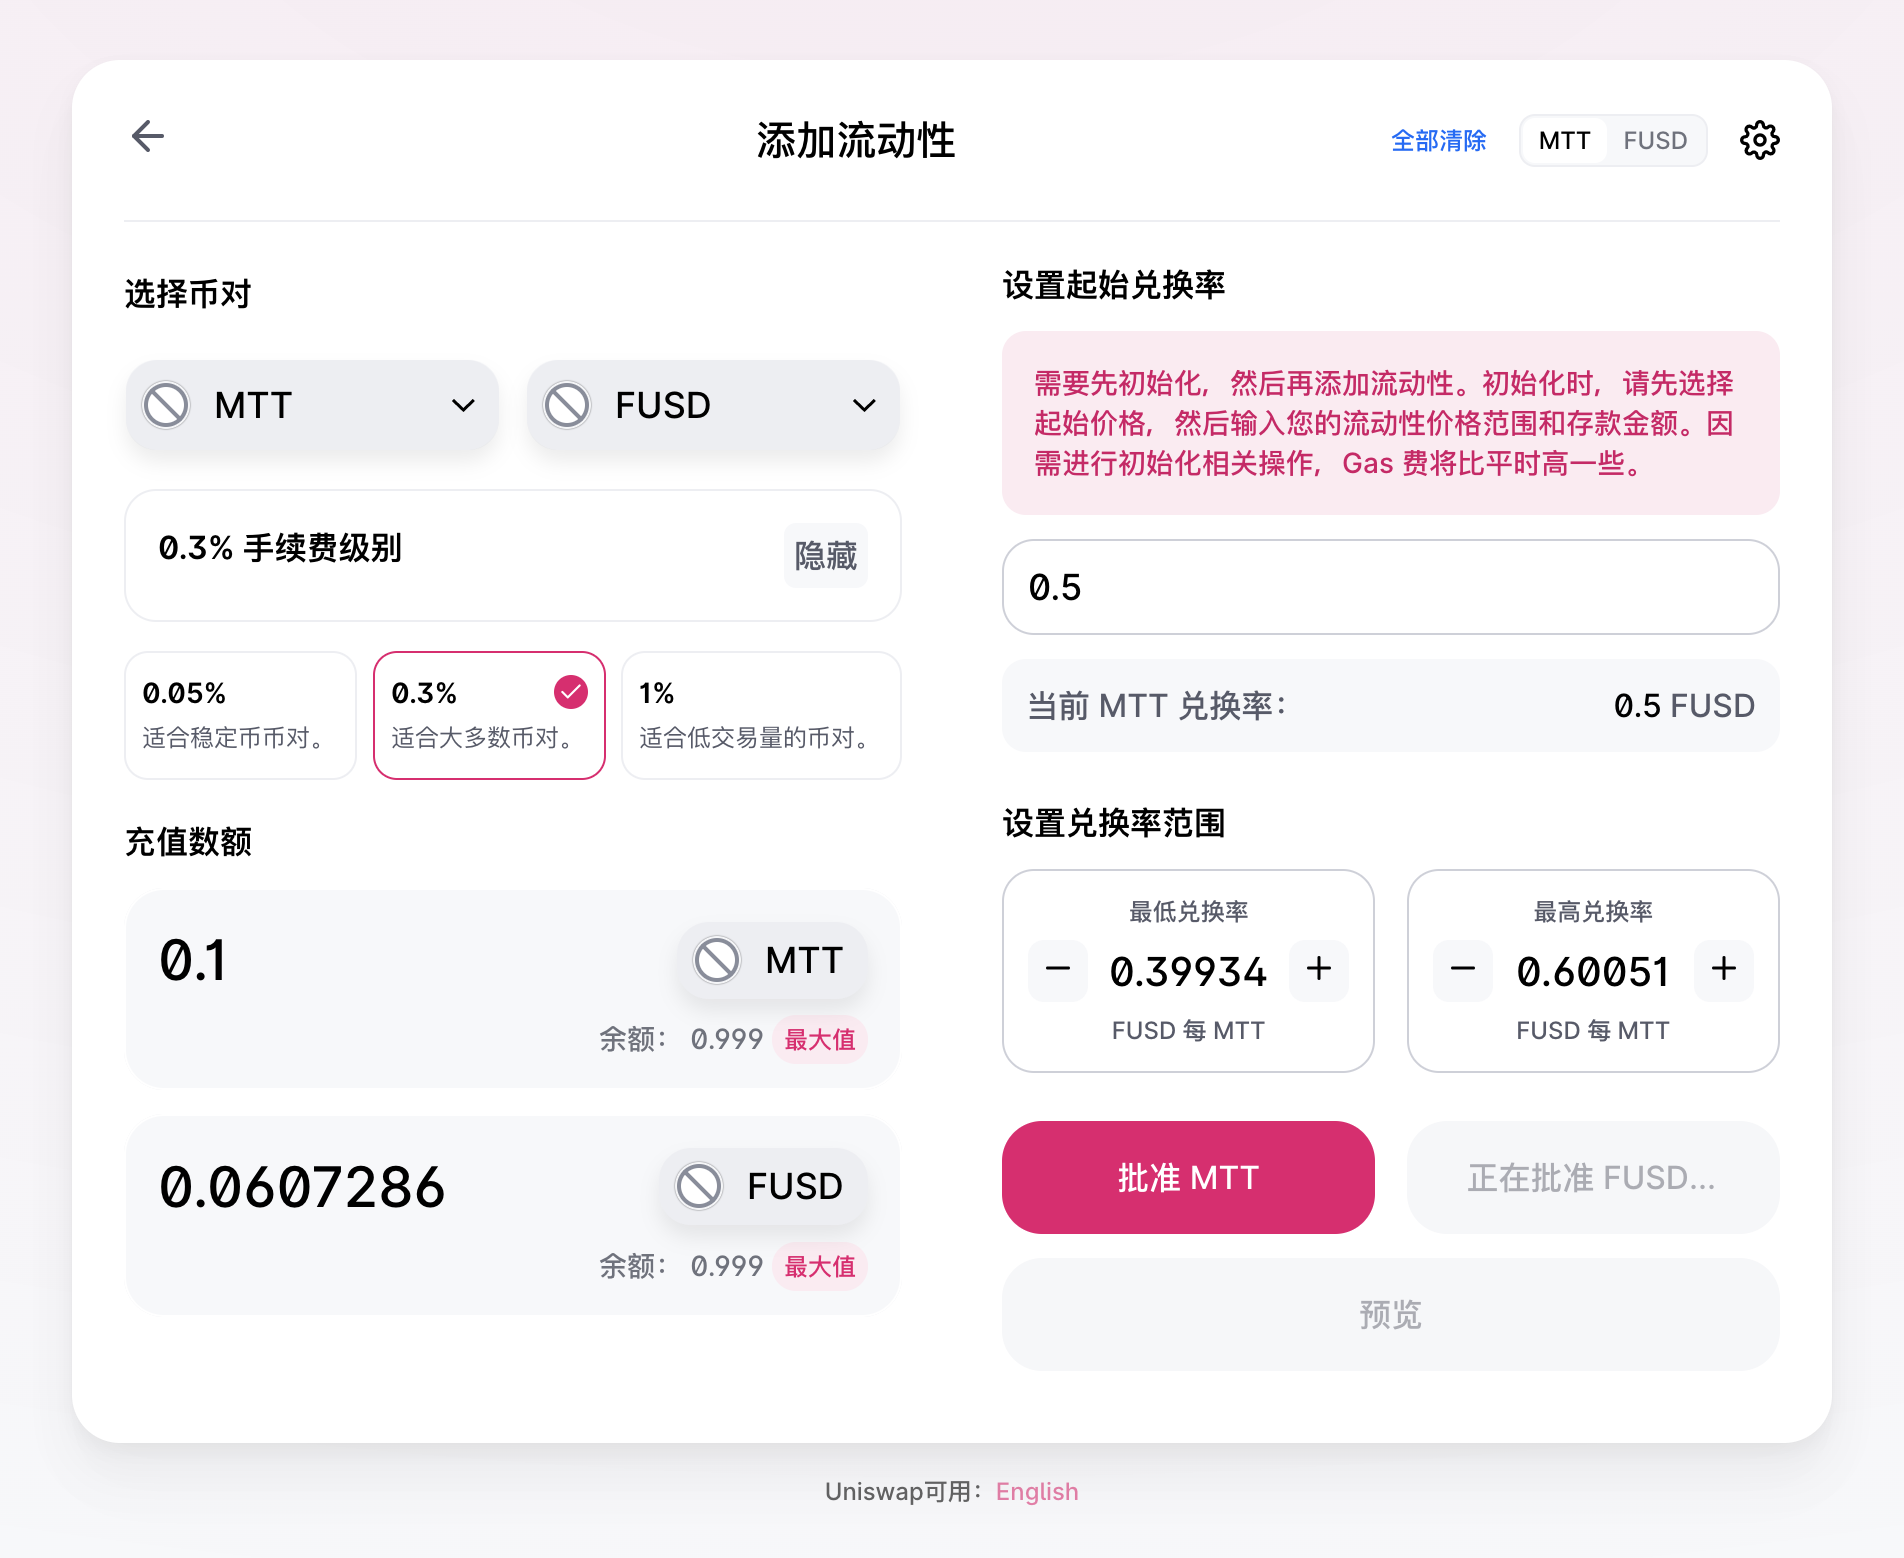 添加流动性
全部清除
MTT FUSD
选择币对
MTT
FUSD
0.3% 手续费级别
隐藏
0.05%
适合稳定币币对。
0.3%
适合大多数币对。
1%
适合低交易量的币对。
充值数额
0.1
MTT
余额： 0.999 最大值
0.0607286
FUSD
余额： 0.999 最大值
设置起始兑换率
需要先初始化，然后再添加流动性。初始化时，请先选择
起始价格，然后输入您的流动性价格范围和存款金额。因
需进行初始化相关操作，Gas 费将比平时高一些。
0.5
当前 MTT 兑换率： 0.5 FUSD
设置兑换率范围
最低兑换率
0.39934
FUSD 每 MTT
最高兑换率
0.60051
FUSD 每 MTT
批准 MTT
正在批准 FUSD...
预览
Uniswap可用： English